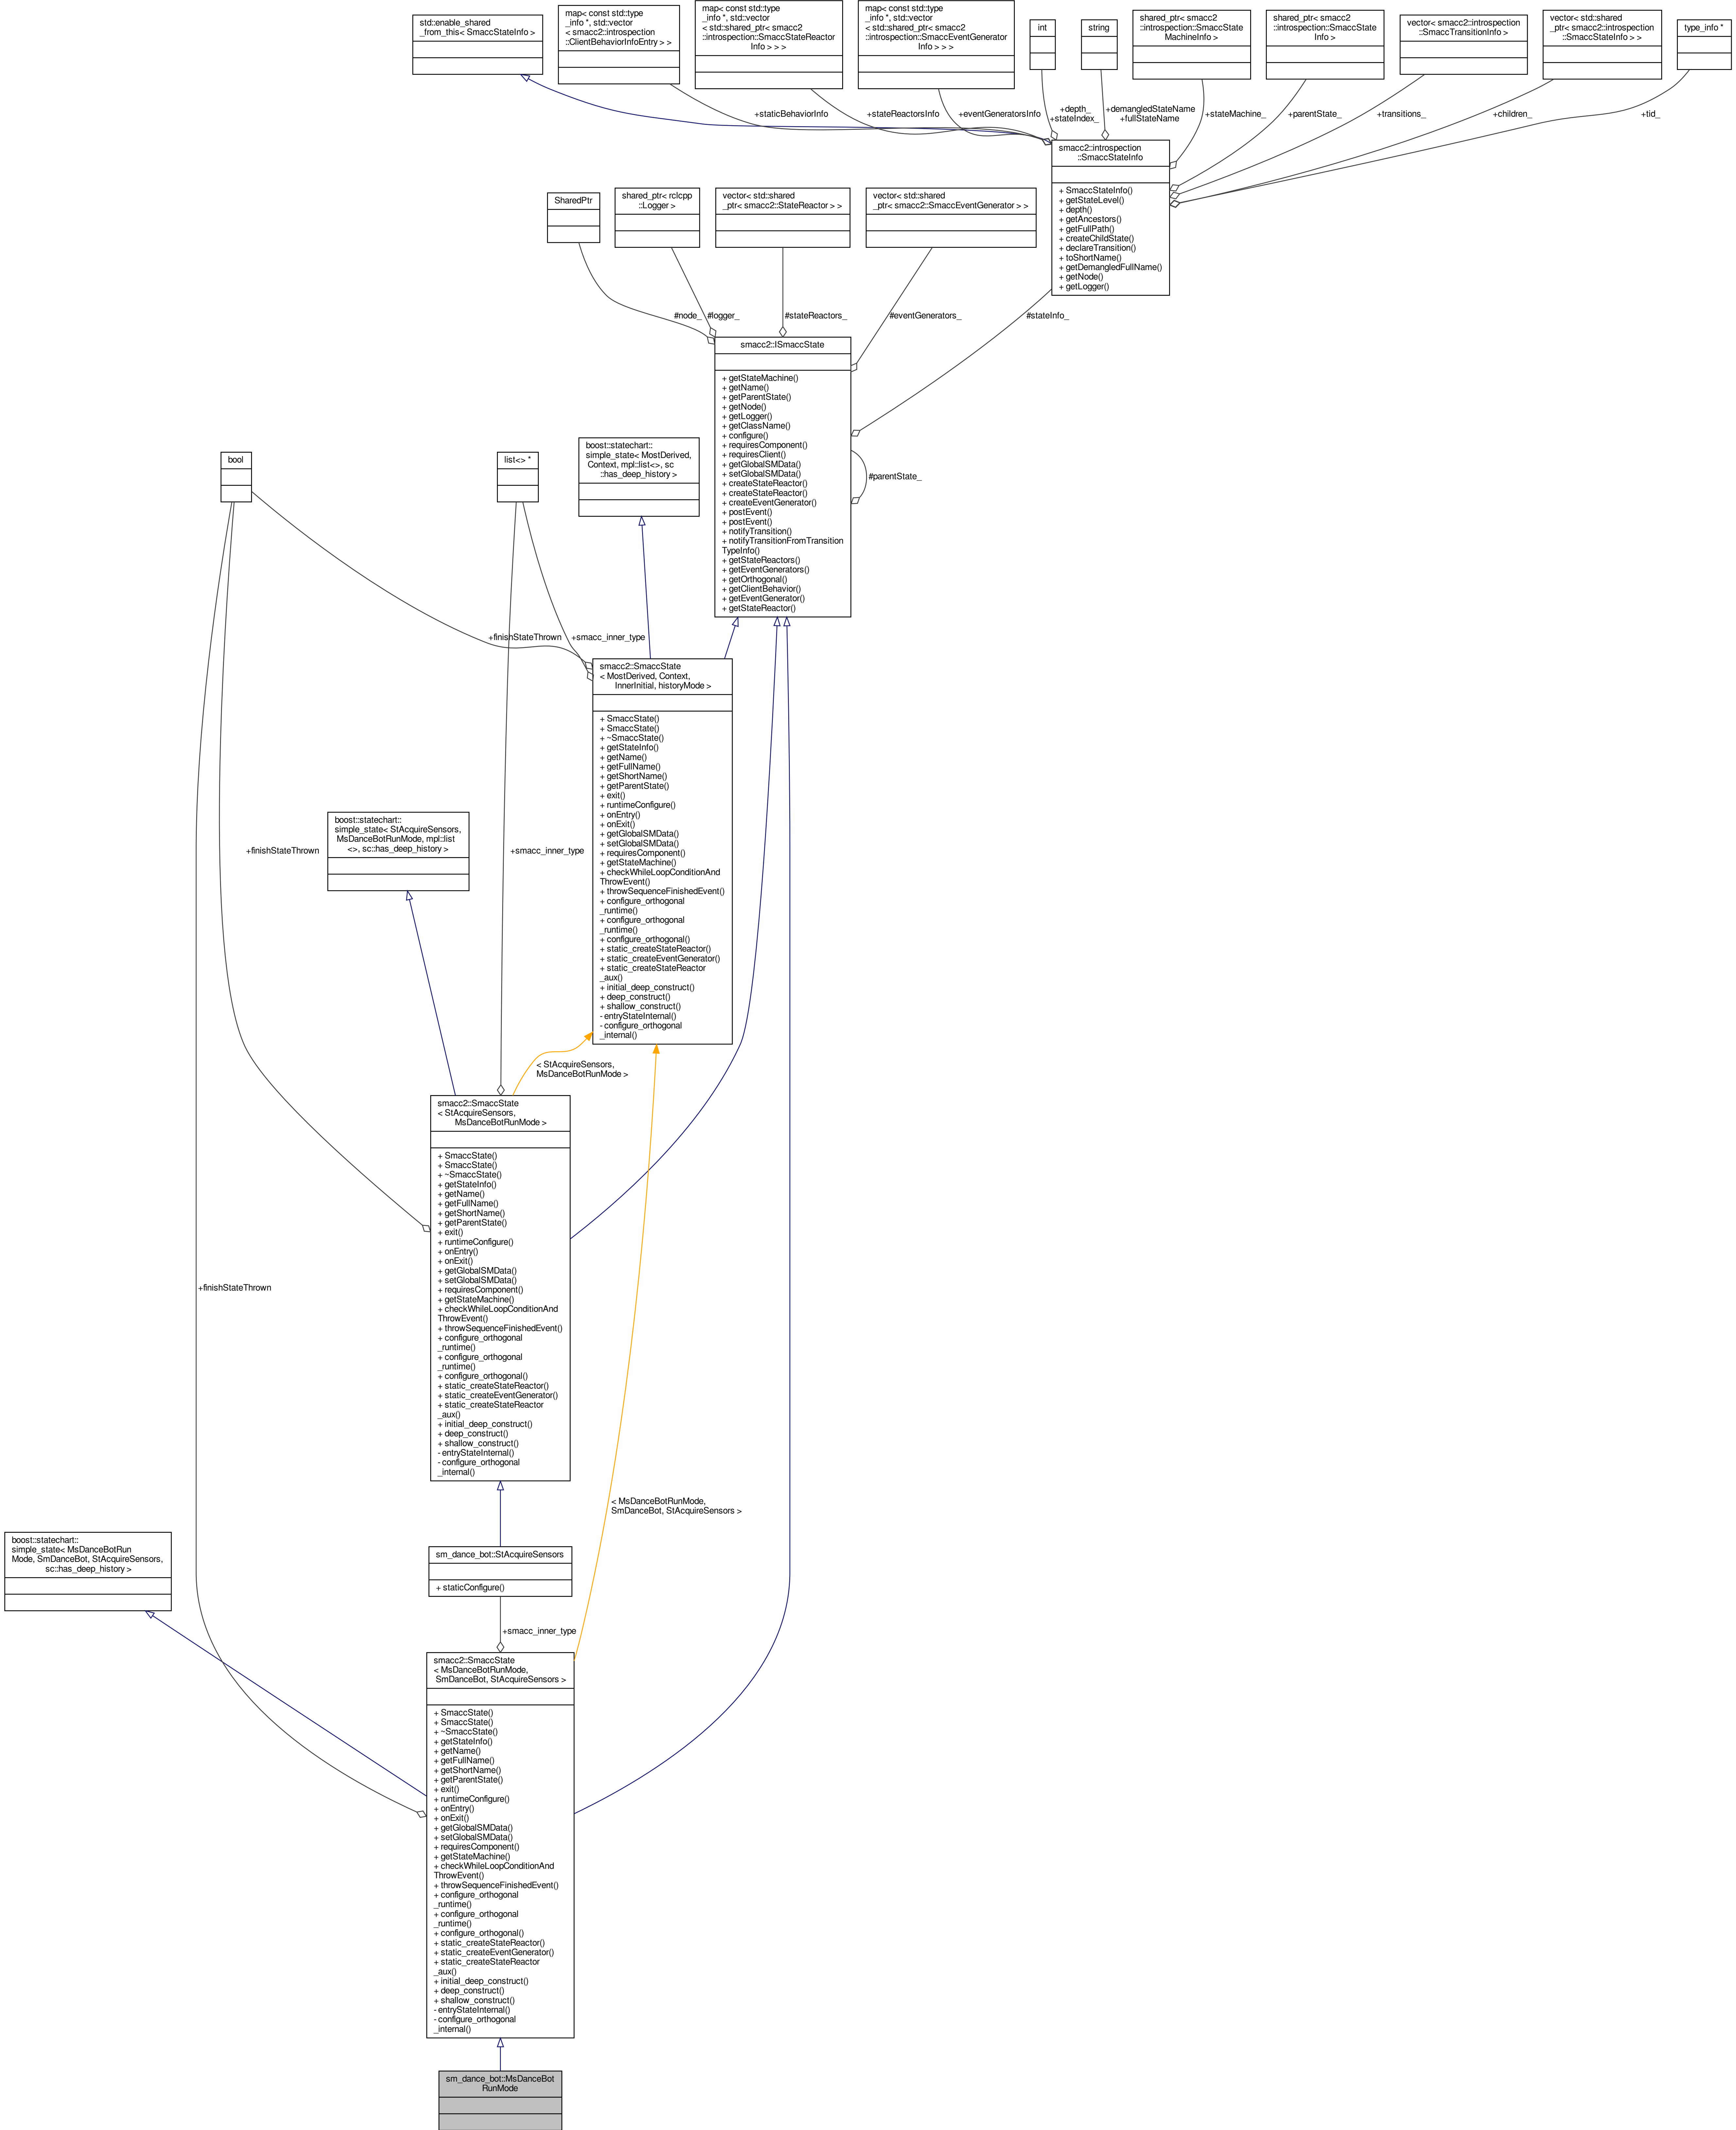 std::enable_shared
_from_this< SmaccStateInfo >
map< const std::type
_info *, std::vector
< smacc2::introspection
::ClientBehaviorInfoEntry > >
map< const std::type
_info *, std::vector
< std::shared_ptr< smacc2
::introspection::SmaccStateReactor
Info > > >
map< const std::type
_info *, std::vector
< std::shared_ptr< smacc2
::introspection::SmaccEventGenerator
Info > > >
int
string
shared_ptr< smacc2
::introspection::SmaccState
MachineInfo >
shared_ptr< smacc2
::introspection::SmaccState
Info >
vector< smacc2::introspection
::SmaccTransitionInfo >
vector< std::shared
_ptr< smacc2::introspection
::SmaccStateInfo > >
type_info *
+staticBehaviorInfo
+stateReactorsInfo
+eventGeneratorsInfo
+depth_
+stateIndex_
+demangledStateName
+fullStateName
+stateMachine_
+parentState_
+transitions_
+children_
+tid_
smacc2::introspection
::SmaccStateInfo
+ SmaccStateInfo()
+ getStateLevel()
+ depth()
+ getAncestors()
+ getFullPath()
+ createChildState()
+ declareTransition()
+ toShortName()
+ getDemangledFullName()
+ getNode()
+ getLogger()
SharedPtr
shared_ptr< rclcpp
::Logger >
vector< std::shared
_ptr< smacc2::StateReactor > >
vector< std::shared
_ptr< smacc2::SmaccEventGenerator > >
#node_
#logger_
#stateReactors_
#eventGenerators_
#stateInfo_
smacc2::ISmaccState
+ getStateMachine()
+ getName()
+ getParentState()
+ getNode()
+ getLogger()
+ getClassName()
+ configure()
+ requiresComponent()
+ requiresClient()
+ getGlobalSMData()
+ setGlobalSMData()
+ createStateReactor()
+ createStateReactor()
+ createEventGenerator()
+ postEvent()
+ postEvent()
+ notifyTransition()
+ notifyTransitionFromTransition
TypeInfo()
+ getStateReactors()
+ getEventGenerators()
+ getOrthogonal()
+ getClientBehavior()
+ getEventGenerator()
+ getStateReactor()
#parentState_
bool
list<> *
boost::statechart::
simple_state< MostDerived,
Context, mpl::list<>, sc
::has_deep_history >
+finishStateThrown
+smacc_inner_type
smacc2::SmaccState
< MostDerived, Context,
InnerInitial, historyMode >
+ SmaccState()
+ SmaccState()
+ ~SmaccState()
+ getStateInfo()
+ getName()
+ getFullName()
+ getShortName()
+ getParentState()
+ exit()
+ runtimeConfigure()
+ onEntry()
+ onExit()
+ getGlobalSMData()
+ setGlobalSMData()
+ requiresComponent()
+ getStateMachine()
+ checkWhileLoopConditionAnd
ThrowEvent()
+ throwSequenceFinishedEvent()
+ configure_orthogonal
_runtime()
+ configure_orthogonal
_runtime()
+ configure_orthogonal()
+ static_createStateReactor()
+ static_createEventGenerator()
+ static_createStateReactor
_aux()
+ initial_deep_construct()
+ deep_construct()
+ shallow_construct()
- entryStateInternal()
- configure_orthogonal
_internal()
boost::statechart::
simple_state< StAcquireSensors,
MsDanceBotRunMode, mpl::list
<>, sc::has_deep_history >
+finishStateThrown
+smacc_inner_type
< StAcquireSensors,
MsDanceBotRunMode >
smacc2::SmaccState
< StAcquireSensors,
MsDanceBotRunMode >
+ SmaccState()
+ SmaccState()
+ ~SmaccState()
+ getStateInfo()
+ getName()
+ getFullName()
+ getShortName()
+ getParentState()
+ exit()
+ runtimeConfigure()
+ onEntry()
+ onExit()
+ getGlobalSMData()
+ setGlobalSMData()
+ requiresComponent()
+ getStateMachine()
+ checkWhileLoopConditionAnd
ThrowEvent()
+ throwSequenceFinishedEvent()
+ configure_orthogonal
_runtime()
+ configure_orthogonal
_runtime()
+ configure_orthogonal()
+ static_createStateReactor()
+ static_createEventGenerator()
+ static_createStateReactor
_aux()
+ initial_deep_construct()
+ deep_construct()
+ shallow_construct()
- entryStateInternal()
- configure_orthogonal
_internal()
+finishStateThrown
< MsDanceBotRunMode,
SmDanceBot, StAcquireSensors >
boost::statechart::
simple_state< MsDanceBotRun
Mode, SmDanceBot, StAcquireSensors,
sc::has_deep_history >
sm_dance_bot::StAcquireSensors
+ staticConfigure()
+smacc_inner_type
smacc2::SmaccState
< MsDanceBotRunMode,
SmDanceBot, StAcquireSensors >
+ SmaccState()
+ SmaccState()
+ ~SmaccState()
+ getStateInfo()
+ getName()
+ getFullName()
+ getShortName()
+ getParentState()
+ exit()
+ runtimeConfigure()
+ onEntry()
+ onExit()
+ getGlobalSMData()
+ setGlobalSMData()
+ requiresComponent()
+ getStateMachine()
+ checkWhileLoopConditionAnd
ThrowEvent()
+ throwSequenceFinishedEvent()
+ configure_orthogonal
_runtime()
+ configure_orthogonal
_runtime()
+ configure_orthogonal()
+ static_createStateReactor()
+ static_createEventGenerator()
+ static_createStateReactor
_aux()
+ initial_deep_construct()
+ deep_construct()
+ shallow_construct()
- entryStateInternal()
- configure_orthogonal
_internal()
sm_dance_bot::MsDanceBot
RunMode